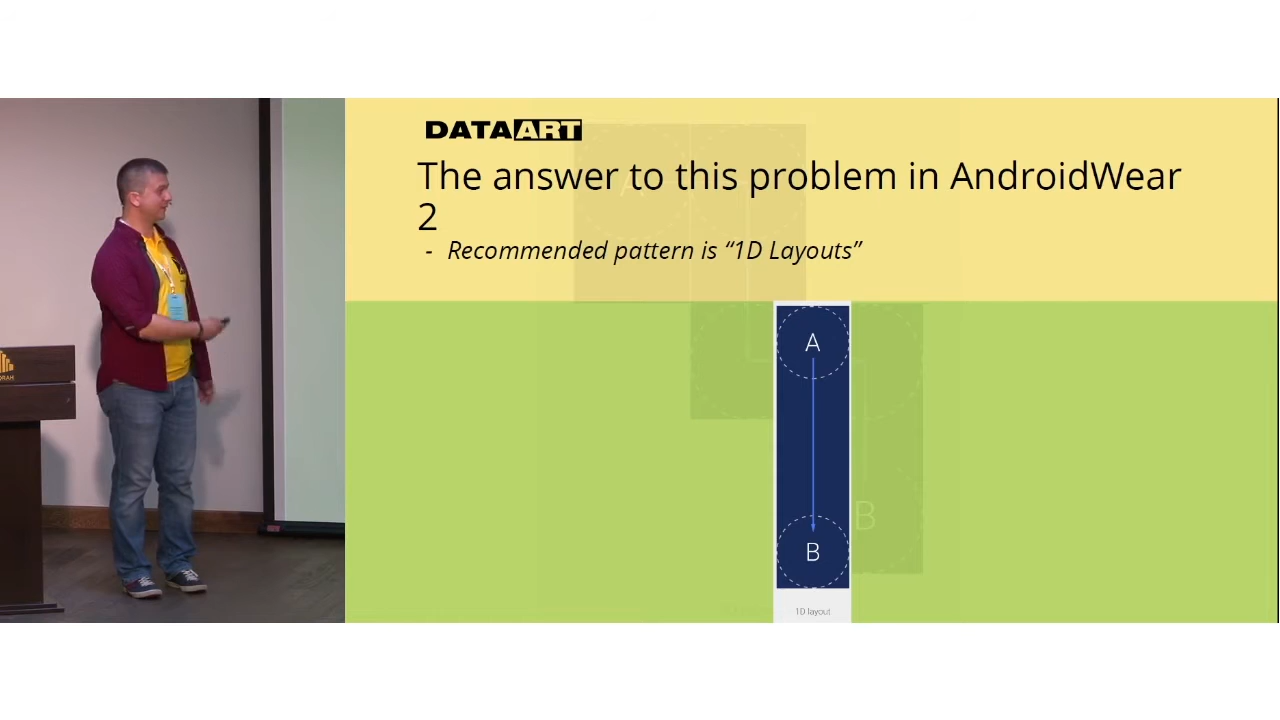 DATAART
The answer to this problem in AndroidWear
2
- Recommended pattern is “1D Layouts”
A
B
B
1D layout